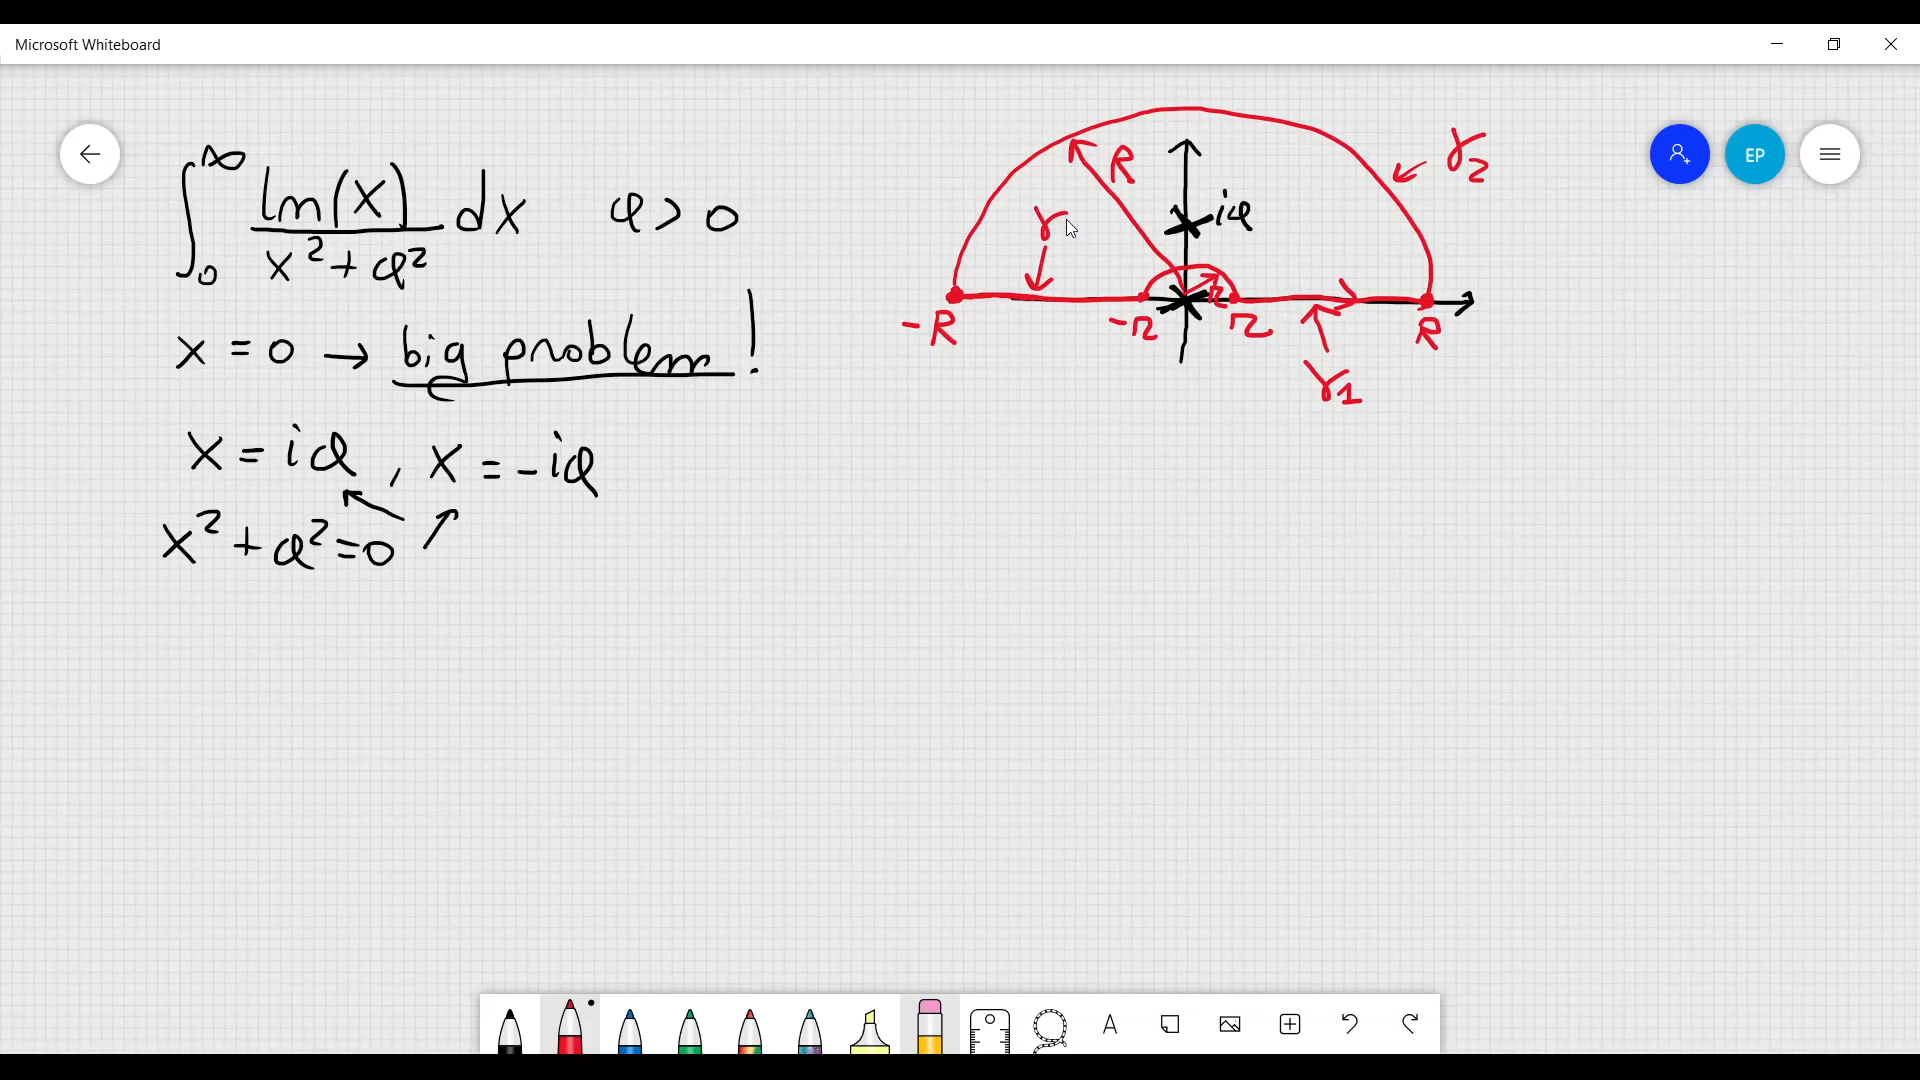 Microsoft Whiteboard
∫₀^∞ ln(x)/(x²+a²) dx   a > 0
x = 0 → big problem!
x = ia, x = -ia
x² + a² = 0
γ2
R
ia
γ
r
-R
-r
r
R
γ1
EP
A